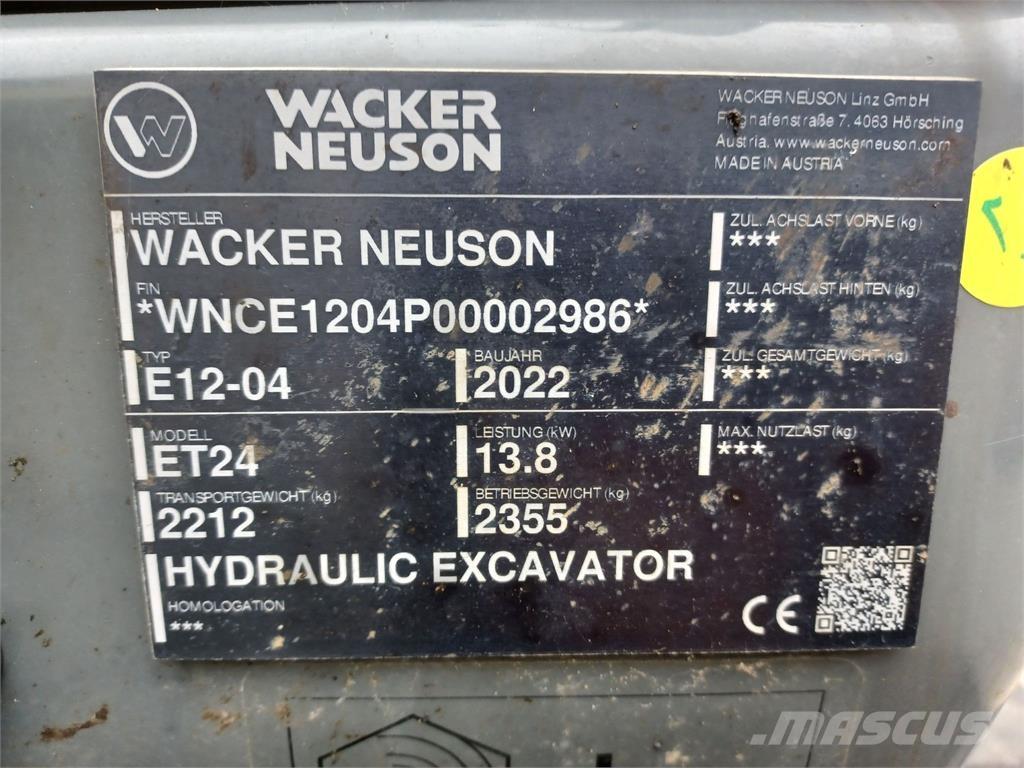 WACKER
NEUSON
WACKER NEUSON Linz GmbH
Flughafenstraße 7, 4063 Hörsching
Austria, www.wackerneuson.com
MADE IN AUSTRIA
HERSTELLER
WACKER NEUSON
FIN
*WNCE1204P00002986*
TYP
E12-04
BAUJAHR
2022
MODELL
ET24
LEISTUNG (kW)
13.8
TRANSPORTGEWICHT (kg)
2212
BETRIEBSGEWICHT (kg)
2355
HYDRAULIC EXCAVATOR
HOMOLOGATION
***
ZUL. ACHSLAST VORNE (kg)
***
ZUL. ACHSLAST HINTEN (kg)
***
ZUL. GESAMTGEWICHT (kg)
***
MAX. NUTZLAST (kg)
***
CE
MASCUS